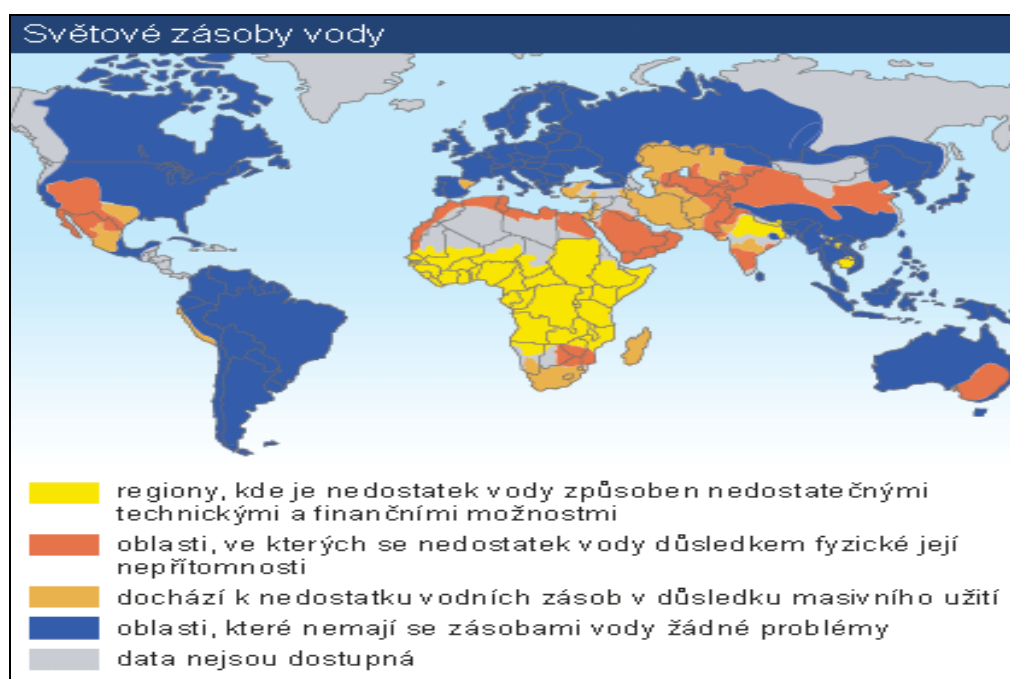 Světové zásoby vody
regiony, kde je nedostatek vody způsoben nedostatečnými
technickými a finančními možnostmi
oblasti, ve kterých se nedostatek vody důsledkem fyzické její
nepřítomnosti
dochází k nedostatku vodních zásob v důsledku masivního užití
oblasti, které nemají se zásobami vody žádné problémy
data nejsou dostupná